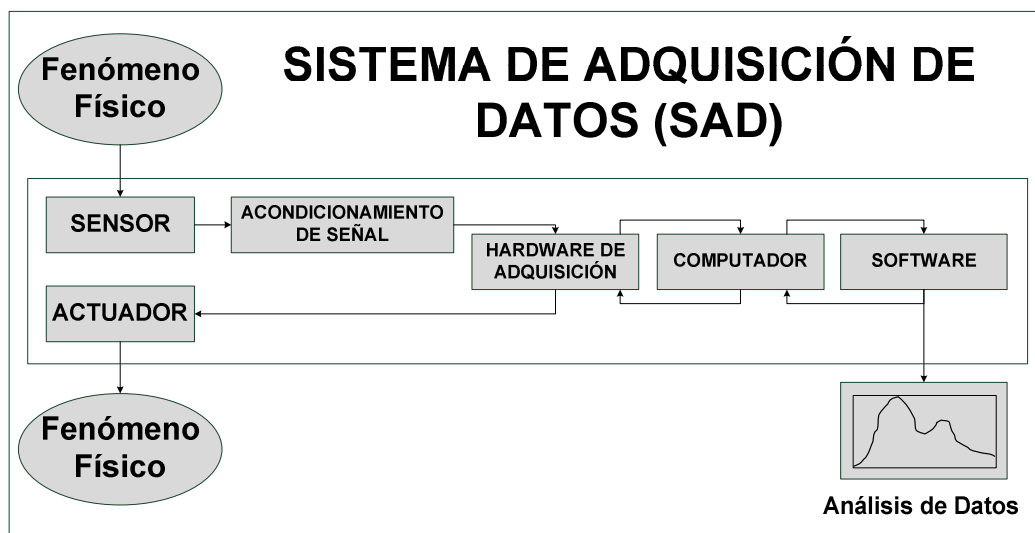 Fenómeno
Físico
SISTEMA DE ADQUISICIÓN DE
DATOS (SAD)
SENSOR
ACONDICIONAMIENTO
DE SEÑAL
HARDWARE DE
ADQUISICIÓN
COMPUTADOR
SOFTWARE
ACTUADOR
Fenómeno
Físico
Análisis de Datos